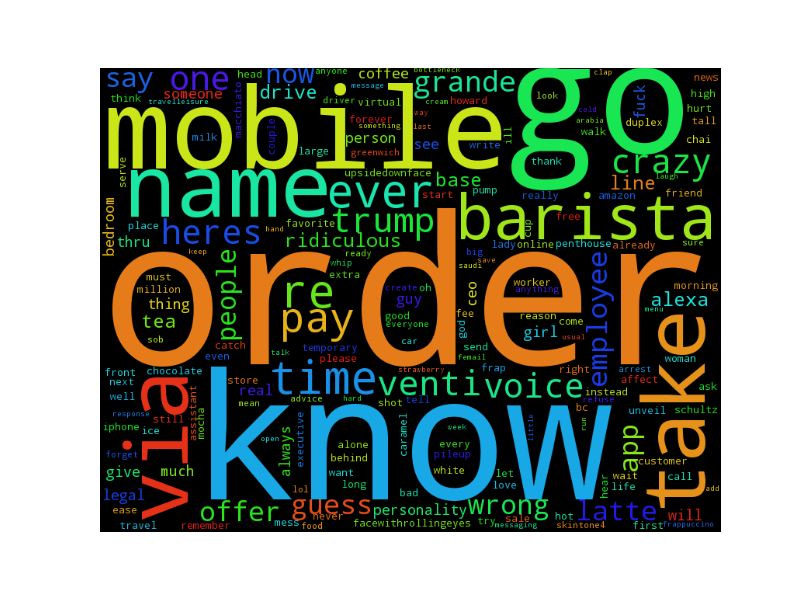 bottleneck
anyone
clap
say one now coffee grande news
someone head message
think drive cream howard look high
travellessure driver virtual way cold fuck hurt
mobile go
macchiato couple forever something last arabia duplex tall
milk person see write ill walk chai
large greenwich
serve thank crazy
name upsidedownface base line
ever start pump really amazon friend
bedroom favorite trump lady cup free
place heres hand barista
thru ridiculous online penthouse already sure
keep ready big saudi save
people whip extra
order
must create oh ceo worker morning
million re guy anything menu
thing pay good fee reason alexa
tea everyone god girl come employee
sob car send usual woman
catch temporary talk please femail right arrest
even strawberry frap affect
front chocolate time
next store real venti voice instead ask
well mean advice shot tell bc refuse unveil schultz
via know take
response assistant mocha hard week little
iphone still executive caramel every rum
forget ice open always alone pileup app customer
behind
give much want white let hear wait call
legal lol long bad love life add
ease offer guess personality wrong sale hot latte will
travel remember mess never facewithrollingeyes try skintone4 first frappuccino
food messaging